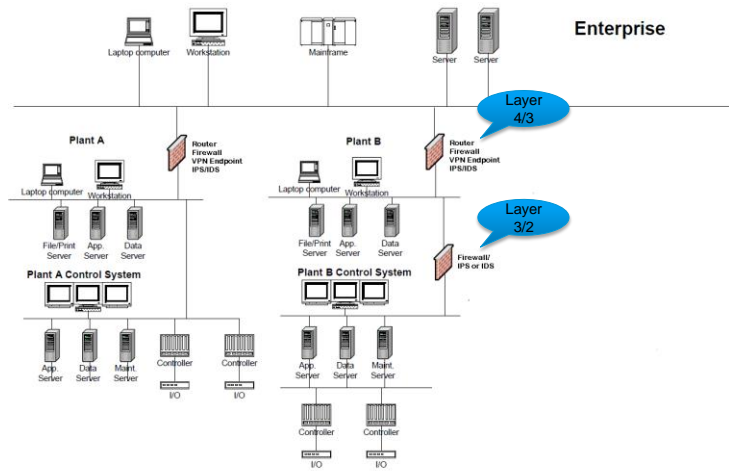 Enterprise
Laptop computer
Workstation
Mainframe
Server
Server
Layer
4/3
Plant A
Router
Firewall
VPN Endpoint
IPS/IDS
Laptop computer
Workstation
File/Print
Server
App.
Server
Data
Server
Plant A Control System
App.
Server
Data
Server
Maint.
Server
Controller
Controller
I/O
I/O
Plant B
Router
Firewall
VPN Endpoint
IPS/IDS
Laptop computer
Workstation
Layer
3/2
File/Print
Server
App.
Server
Data
Server
Firewall/
IPS or IDS
Plant B Control System
App.
Server
Data
Server
Maint.
Server
Controller
Controller
I/O
I/O